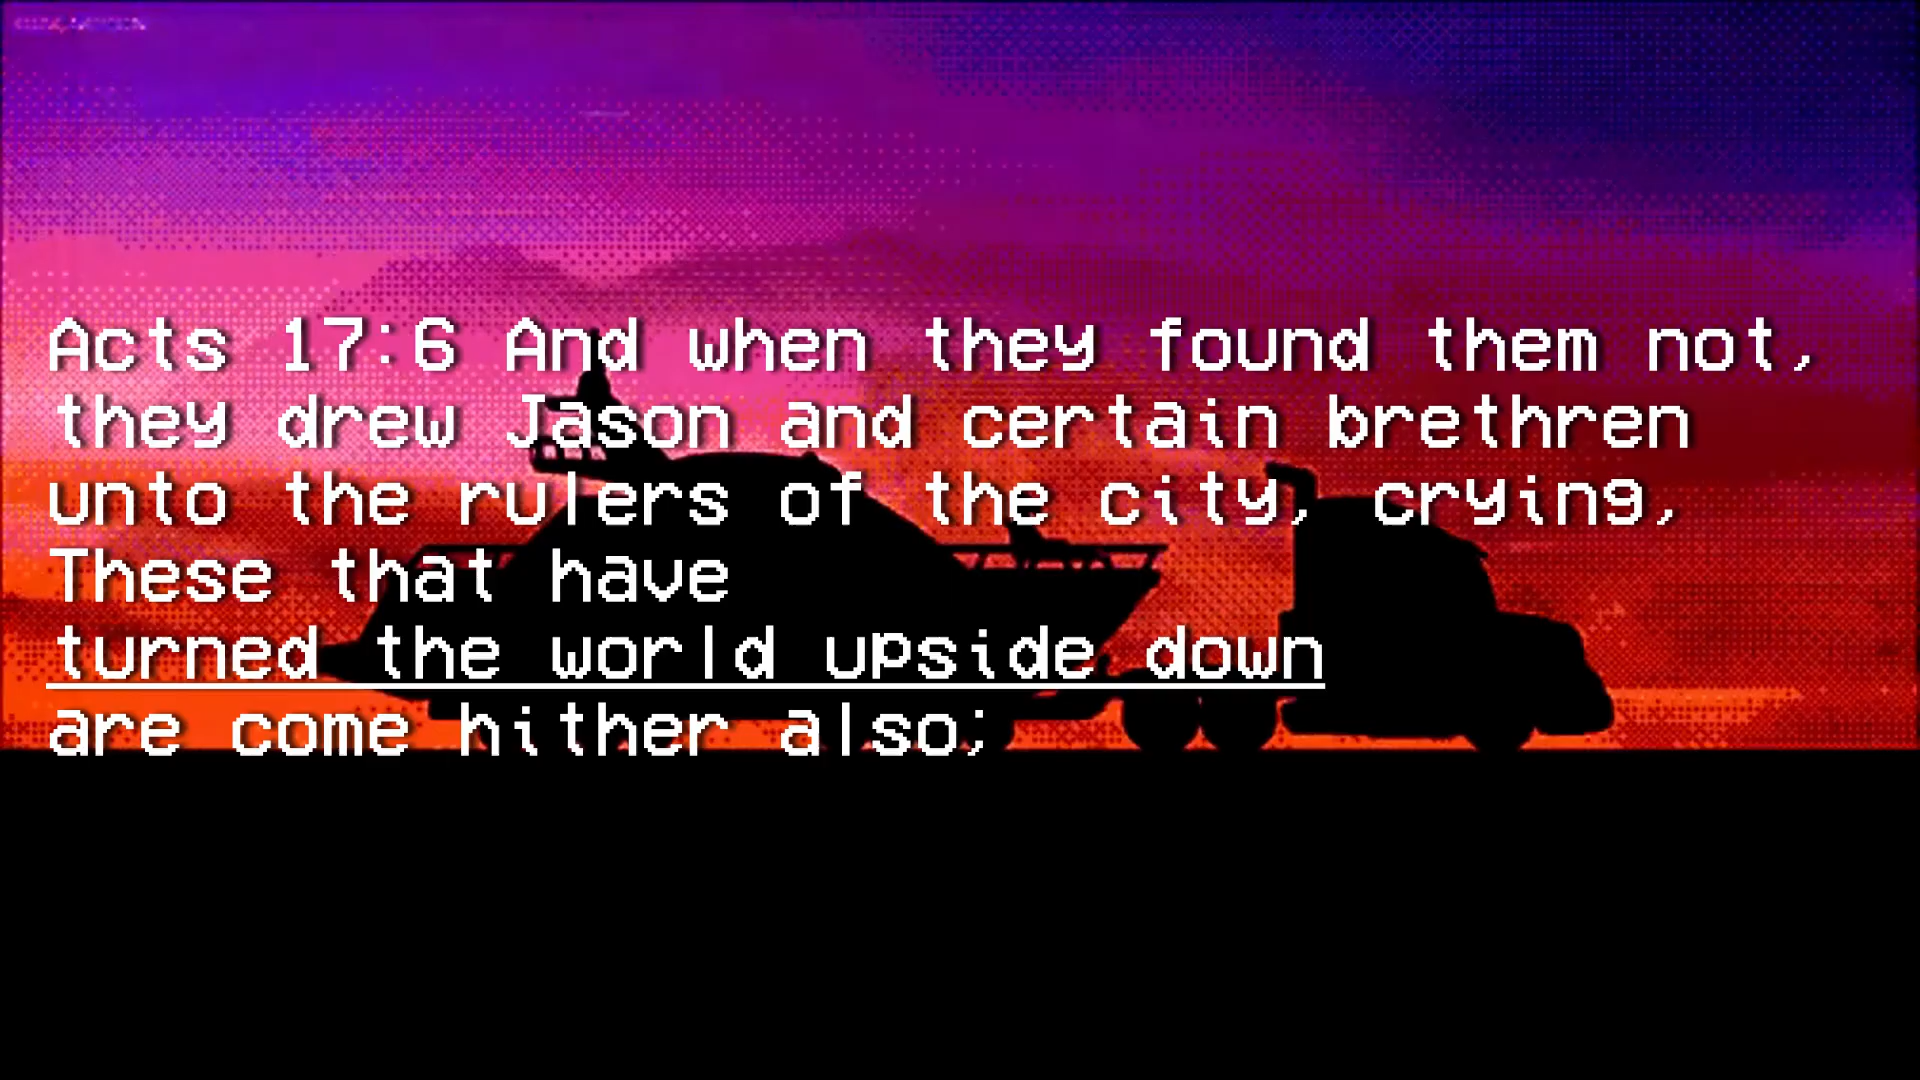 Acts 17:6 And when they found them not,
they drew Jason and certain brethren
unto the rulers of the city, crying,
These that have
turned the world upside down
are come hither also;